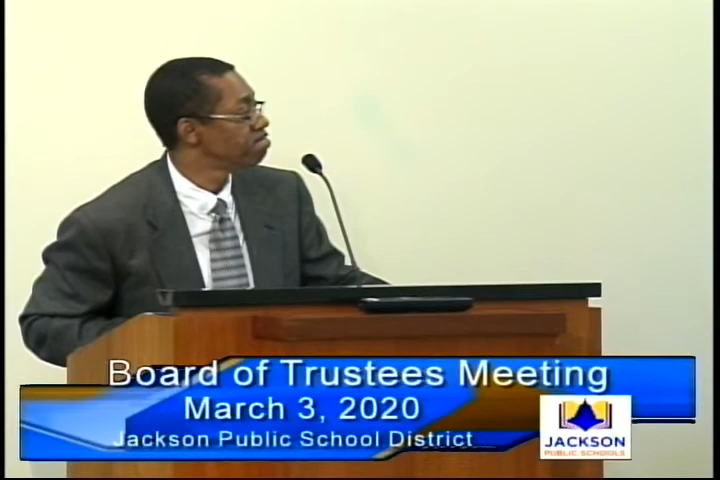 Board of Trustees Meeting
March 3, 2020
Jackson Public School District
JACKSON
PUBLIC SCHOOLS